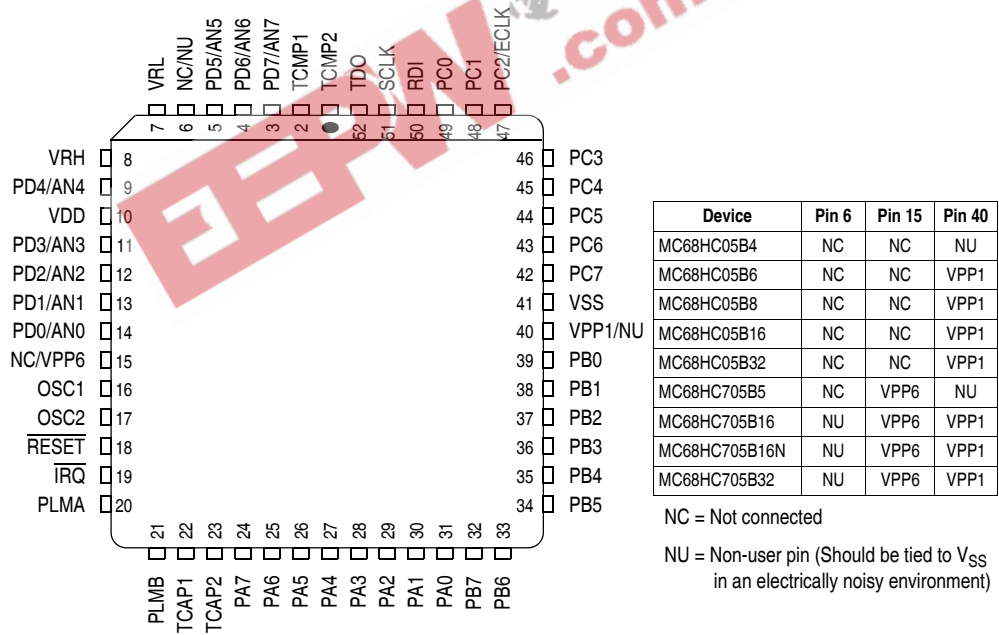 VRL
NC/NU
PD5/AN5
PD6/AN6
PD7/AN7
TCMP1
TCMP2
TDO
SCLK
RDI
PC0
PC1
PC2/ECLK
7
6
5
4
3
2
52
51
50
49
48
47
VRH 8
PD4/AN4 9
VDD 10
PD3/AN3 11
PD2/AN2 12
PD1/AN1 13
PD0/AN0 14
NC/VPP6 15
OSC1 16
OSC2 17
RESET 18
IRQ 19
PLMA 20
46 PC3
45 PC4
44 PC5
43 PC6
42 PC7
41 VSS
40 VPP1/NU
39 PB0
38 PB1
37 PB2
36 PB3
35 PB4
34 PB5
21
22
23
24
25
26
27
28
29
30
31
32
33
PLMB
TCAP1
TCAP2
PA7
PA6
PA5
PA4
PA3
PA2
PA1
PA0
PB7
PB6
Device Pin 6 Pin 15 Pin 40
MC68HC05B4 NC NC NU
MC68HC05B6 NC NC VPP1
MC68HC05B8 NC NC VPP1
MC68HC05B16 NC NC VPP1
MC68HC05B32 NC NC VPP1
MC68HC705B5 NC VPP6 NU
MC68HC705B16 NU VPP6 VPP1
MC68HC705B16N NU VPP6 VPP1
MC68HC705B32 NU VPP6 VPP1
NC = Not connected
NU = Non-user pin (Should be tied to VSS
in an electrically noisy environment)
EEPW
.com